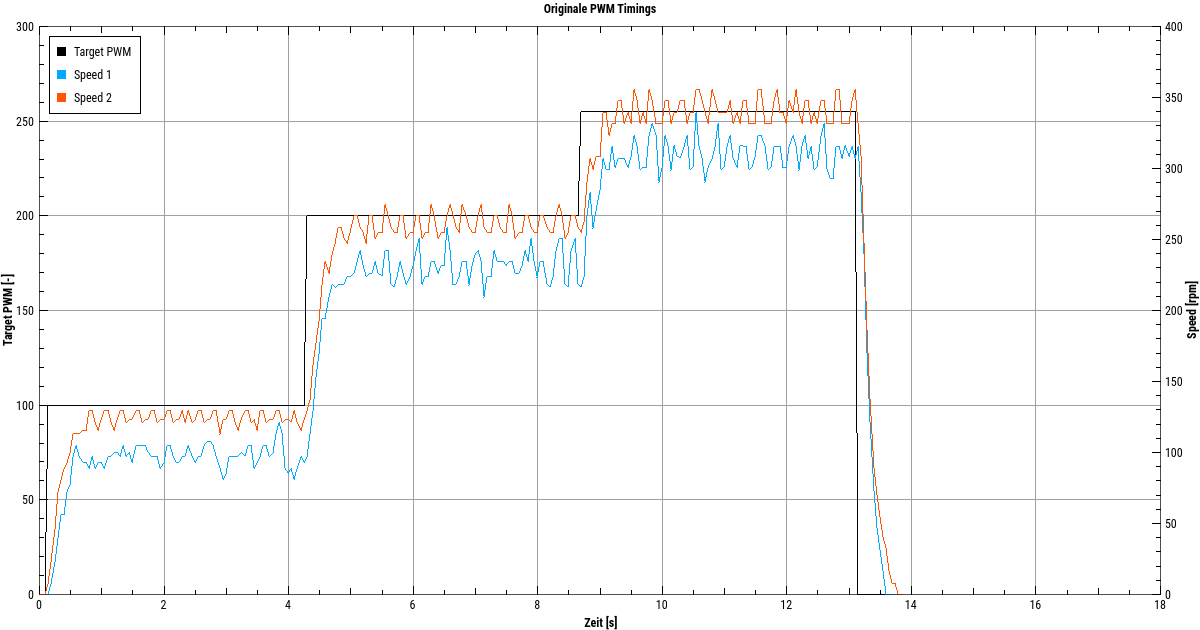 Originale PWM Timings
Target PWM
Speed 1
Speed 2
300
250
200
150
100
50
0
Target PWM [-]
400
350
300
250
200
150
100
50
0
Speed [rpm]
0 2 4 6 8 10 12 14 16 18
Zeit [s]